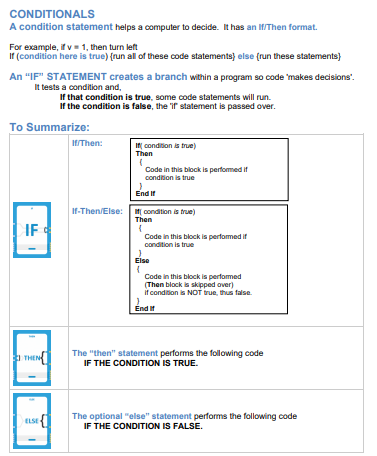 CONDITIONALS
A condition statement helps a computer to decide. It has an If/Then format.
For example, if v = 1, then turn left
If (condition here is true) {run all of these code statements} else {run these statements}
An "IF" STATEMENT creates a branch within a program so code 'makes decisions'.
It tests a condition and,
If that condition is true, some code statements will run.
If the condition is false, the 'if' statement is passed over.
To Summarize:
If/Then:
If( condition is true)
Then
{
Code in this block is performed if
condition is true
}
End If
IF
If-Then/Else:
If( condition is true)
Then
{
Code in this block is performed if
condition is true
}
Else
{
Code in this block is performed
(Then block is skipped over)
if condition is NOT true, thus false.
}
End If
THEN {
The "then" statement performs the following code
IF THE CONDITION IS TRUE.
ELSE {
The optional "else" statement performs the following code
IF THE CONDITION IS FALSE.